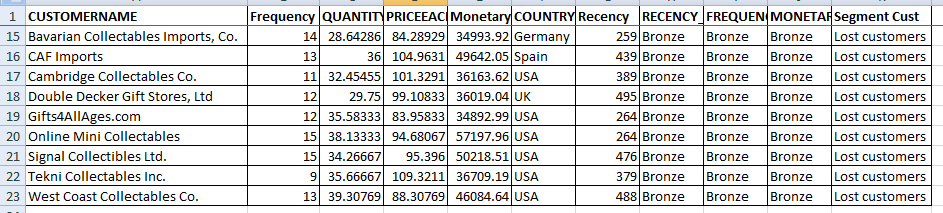 1 CUSTOMERNAME Frequency QUANTITY PRICEEACH Monetary COUNTRY Recency RECENCY_ FREQUEN MONETAR Segment Cust
15 Bavarian Collectables Imports, Co. 14 28.64286 84.28929 34993.92 Germany 259 Bronze Bronze Bronze Lost customers
16 CAF Imports 13 36 104.9631 49642.05 Spain 439 Bronze Bronze Bronze Lost customers
17 Cambridge Collectables Co. 11 32.45455 101.3291 36163.62 USA 389 Bronze Bronze Bronze Lost customers
18 Double Decker Gift Stores, Ltd 12 29.75 99.10833 36019.04 UK 495 Bronze Bronze Bronze Lost customers
19 Gifts4AllAges.com 12 35.58333 83.95833 34892.99 USA 264 Bronze Bronze Bronze Lost customers
20 Online Mini Collectables 15 38.13333 94.68067 57197.96 USA 264 Bronze Bronze Bronze Lost customers
21 Signal Collectibles Ltd. 15 34.26667 95.396 50218.51 USA 476 Bronze Bronze Bronze Lost customers
22 Tekni Collectables Inc. 9 35.66667 109.3211 36709.19 USA 379 Bronze Bronze Bronze Lost customers
23 West Coast Collectables Co. 13 39.30769 88.30769 46084.64 USA 488 Bronze Bronze Bronze Lost customers